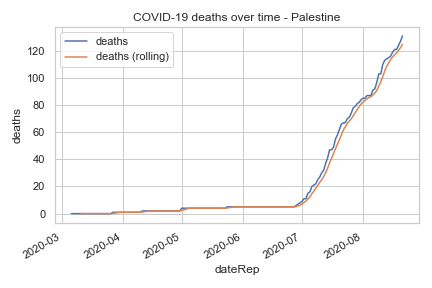 COVID-19 deaths over time - Palestine
deaths
deaths (rolling)
deaths
120
100
80
60
40
20
0
2020-03
2020-04
2020-05
2020-06
2020-07
2020-08
dateRep